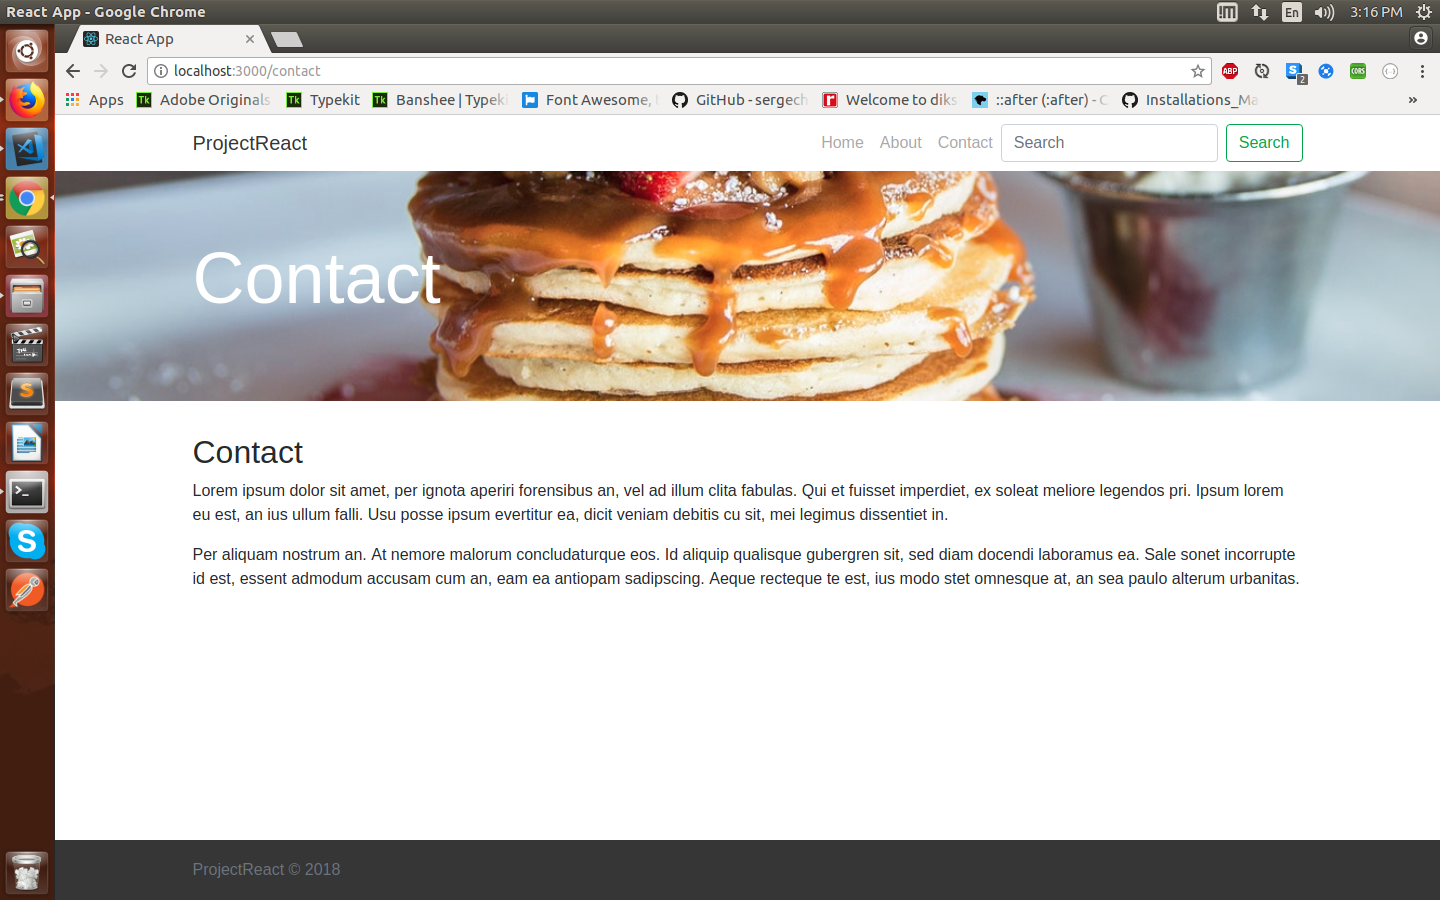 React App - Google Chrome
En
3:16 PM
React App
localhost:3000/contact
ABP
S
2
CORS
Apps
Tk
Adobe Originals
Tk
Typekit
Tk
Banshee | Typeki
Font Awesome,
GitHub - sergech
Welcome to diks
::after (:after) - C
Installations_Ma
»
ProjectReact
Home
About
Contact
Search
Search
Contact
Contact
Lorem ipsum dolor sit amet, per ignota aperiri forensibus an, vel ad illum clita fabulas. Qui et fuisset imperdiet, ex soleat meliore legendos pri. Ipsum lorem
eu est, an ius ullum falli. Usu posse ipsum evertitur ea, dicit veniam debitis cu sit, mei legimus dissentiet in.
Per aliquam nostrum an. At nemore malorum concludaturque eos. Id aliquip qualisque gubergren sit, sed diam docendi laboramus ea. Sale sonet incorrupte
id est, essent admodum accusam cum an, eam ea antiopam sadipscing. Aeque recteque te est, ius modo stet omnesque at, an sea paulo alterum urbanitas.
ProjectReact © 2018